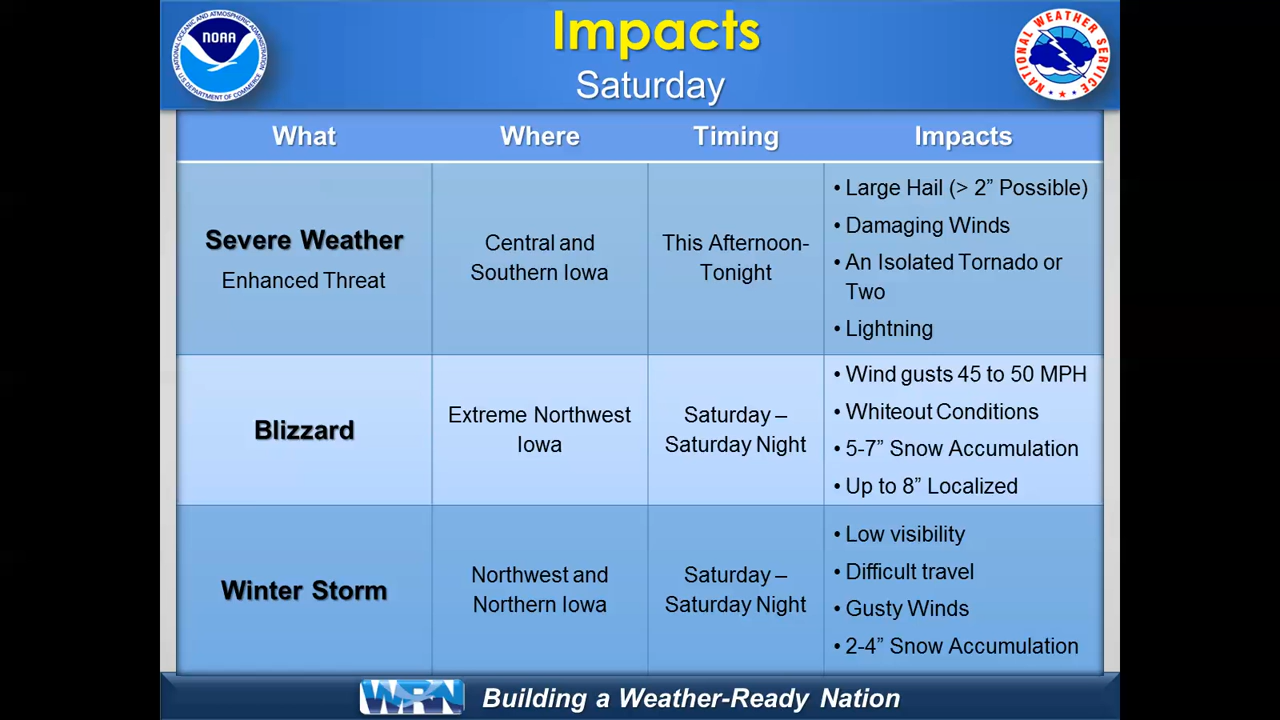 Impacts
Saturday
NOAA
NATIONAL OCEANIC AND ATMOSPHERIC ADMINISTRATION
U.S. DEPARTMENT OF COMMERCE
NATIONAL WEATHER SERVICE
What Where Timing Impacts
Severe Weather
Enhanced Threat
Central and
Southern Iowa
This Afternoon-
Tonight
• Large Hail (> 2” Possible)
• Damaging Winds
• An Isolated Tornado or
Two
• Lightning
Blizzard
Extreme Northwest
Iowa
Saturday –
Saturday Night
• Wind gusts 45 to 50 MPH
• Whiteout Conditions
• 5-7” Snow Accumulation
• Up to 8” Localized
Winter Storm
Northwest and
Northern Iowa
Saturday –
Saturday Night
• Low visibility
• Difficult travel
• Gusty Winds
• 2-4” Snow Accumulation
WRN
Building a Weather-Ready Nation